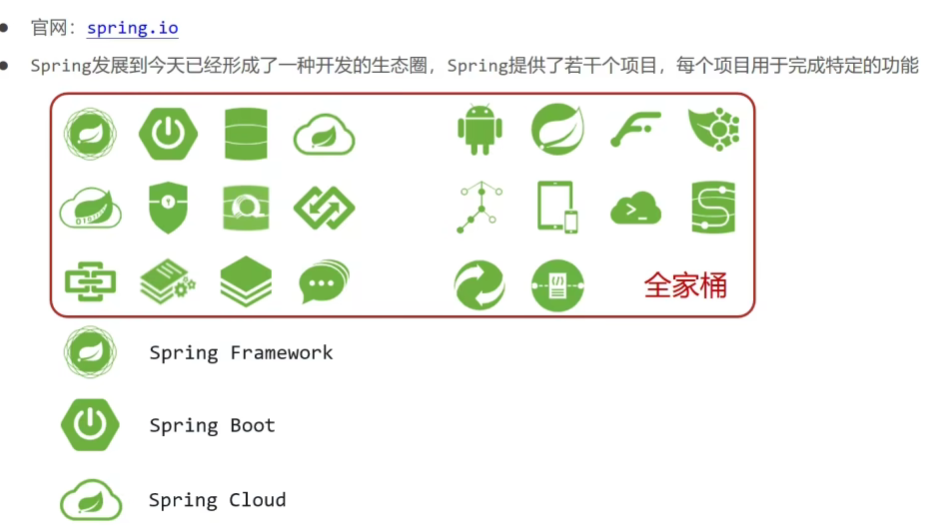 官网：spring.io
Spring发展到今天已经形成了一种开发的生态圈，Spring提供了若干个项目，每个项目用于完成特定的功能
全家桶
Spring Framework
Spring Boot
Spring Cloud